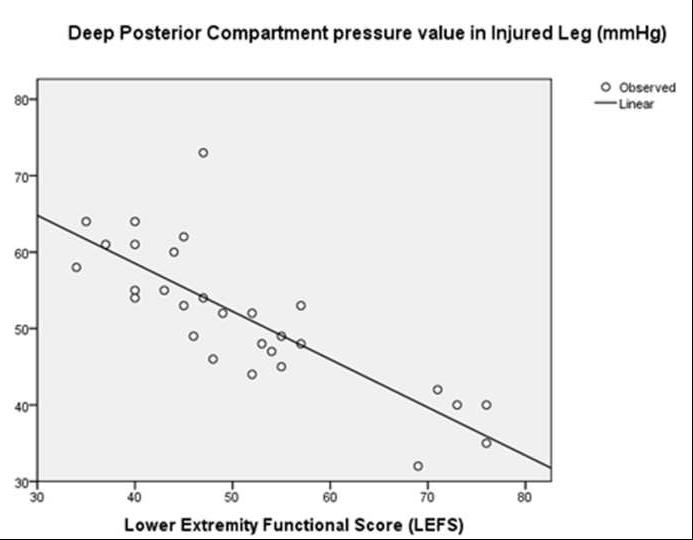 Deep Posterior Compartment pressure value in Injured Leg (mmHg)
Observed
Linear
80
70
60
50
40
30
30 40 50 60 70 80
Lower Extremity Functional Score (LEFS)